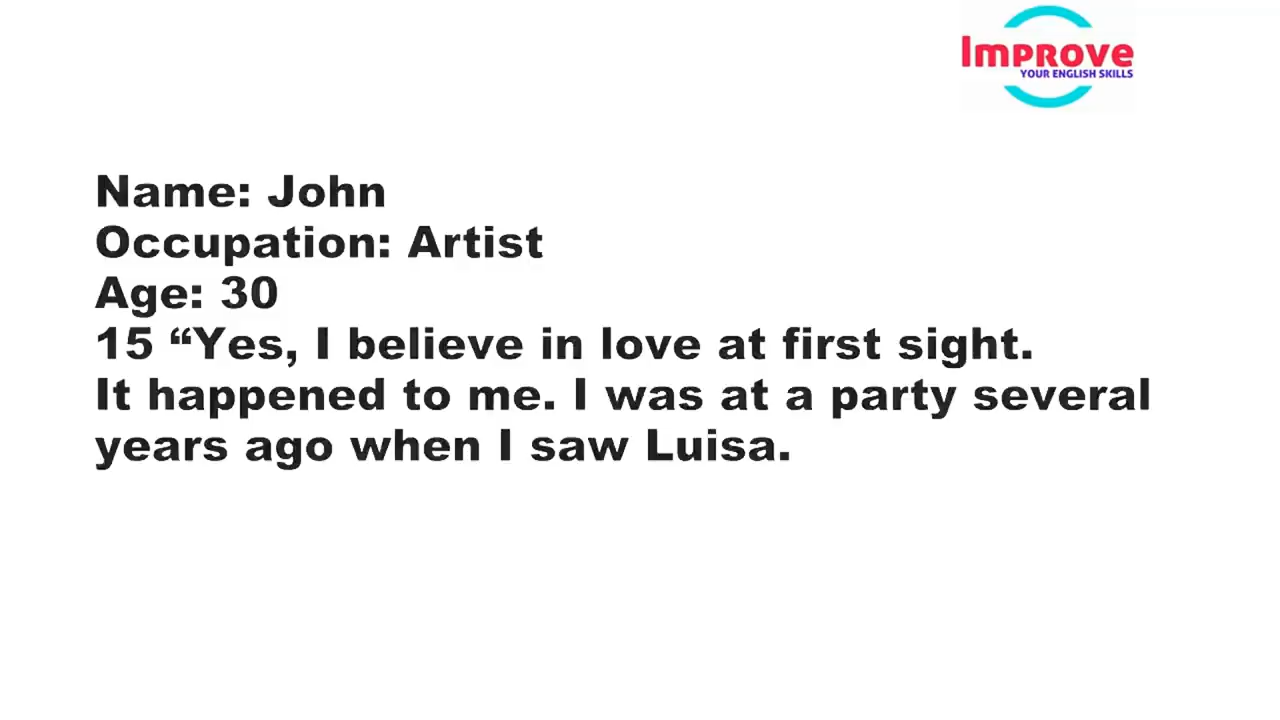 Improve
YOUR ENGLISH SKILLS
Name: John
Occupation: Artist
Age: 30
15 “Yes, I believe in love at first sight.
It happened to me. I was at a party several
years ago when I saw Luisa.